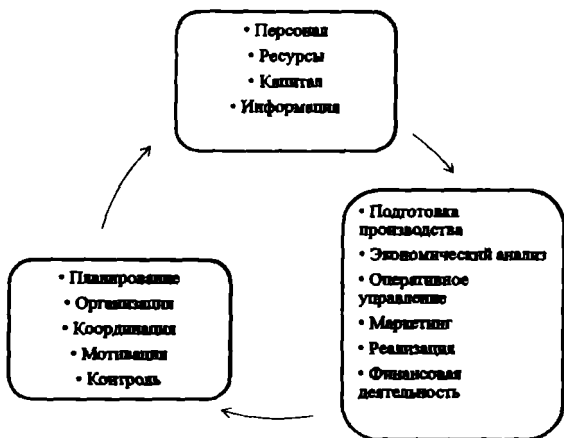 • Персонал
• Ресурсы
• Капитал
• Информация
• Подготовка
производства
• Экономический анализ
• Оперативное
управление
• Маркетинг
• Реализация
• Финансовая
деятельность
• Планирование
• Организация
• Координация
• Мотивация
• Контроль